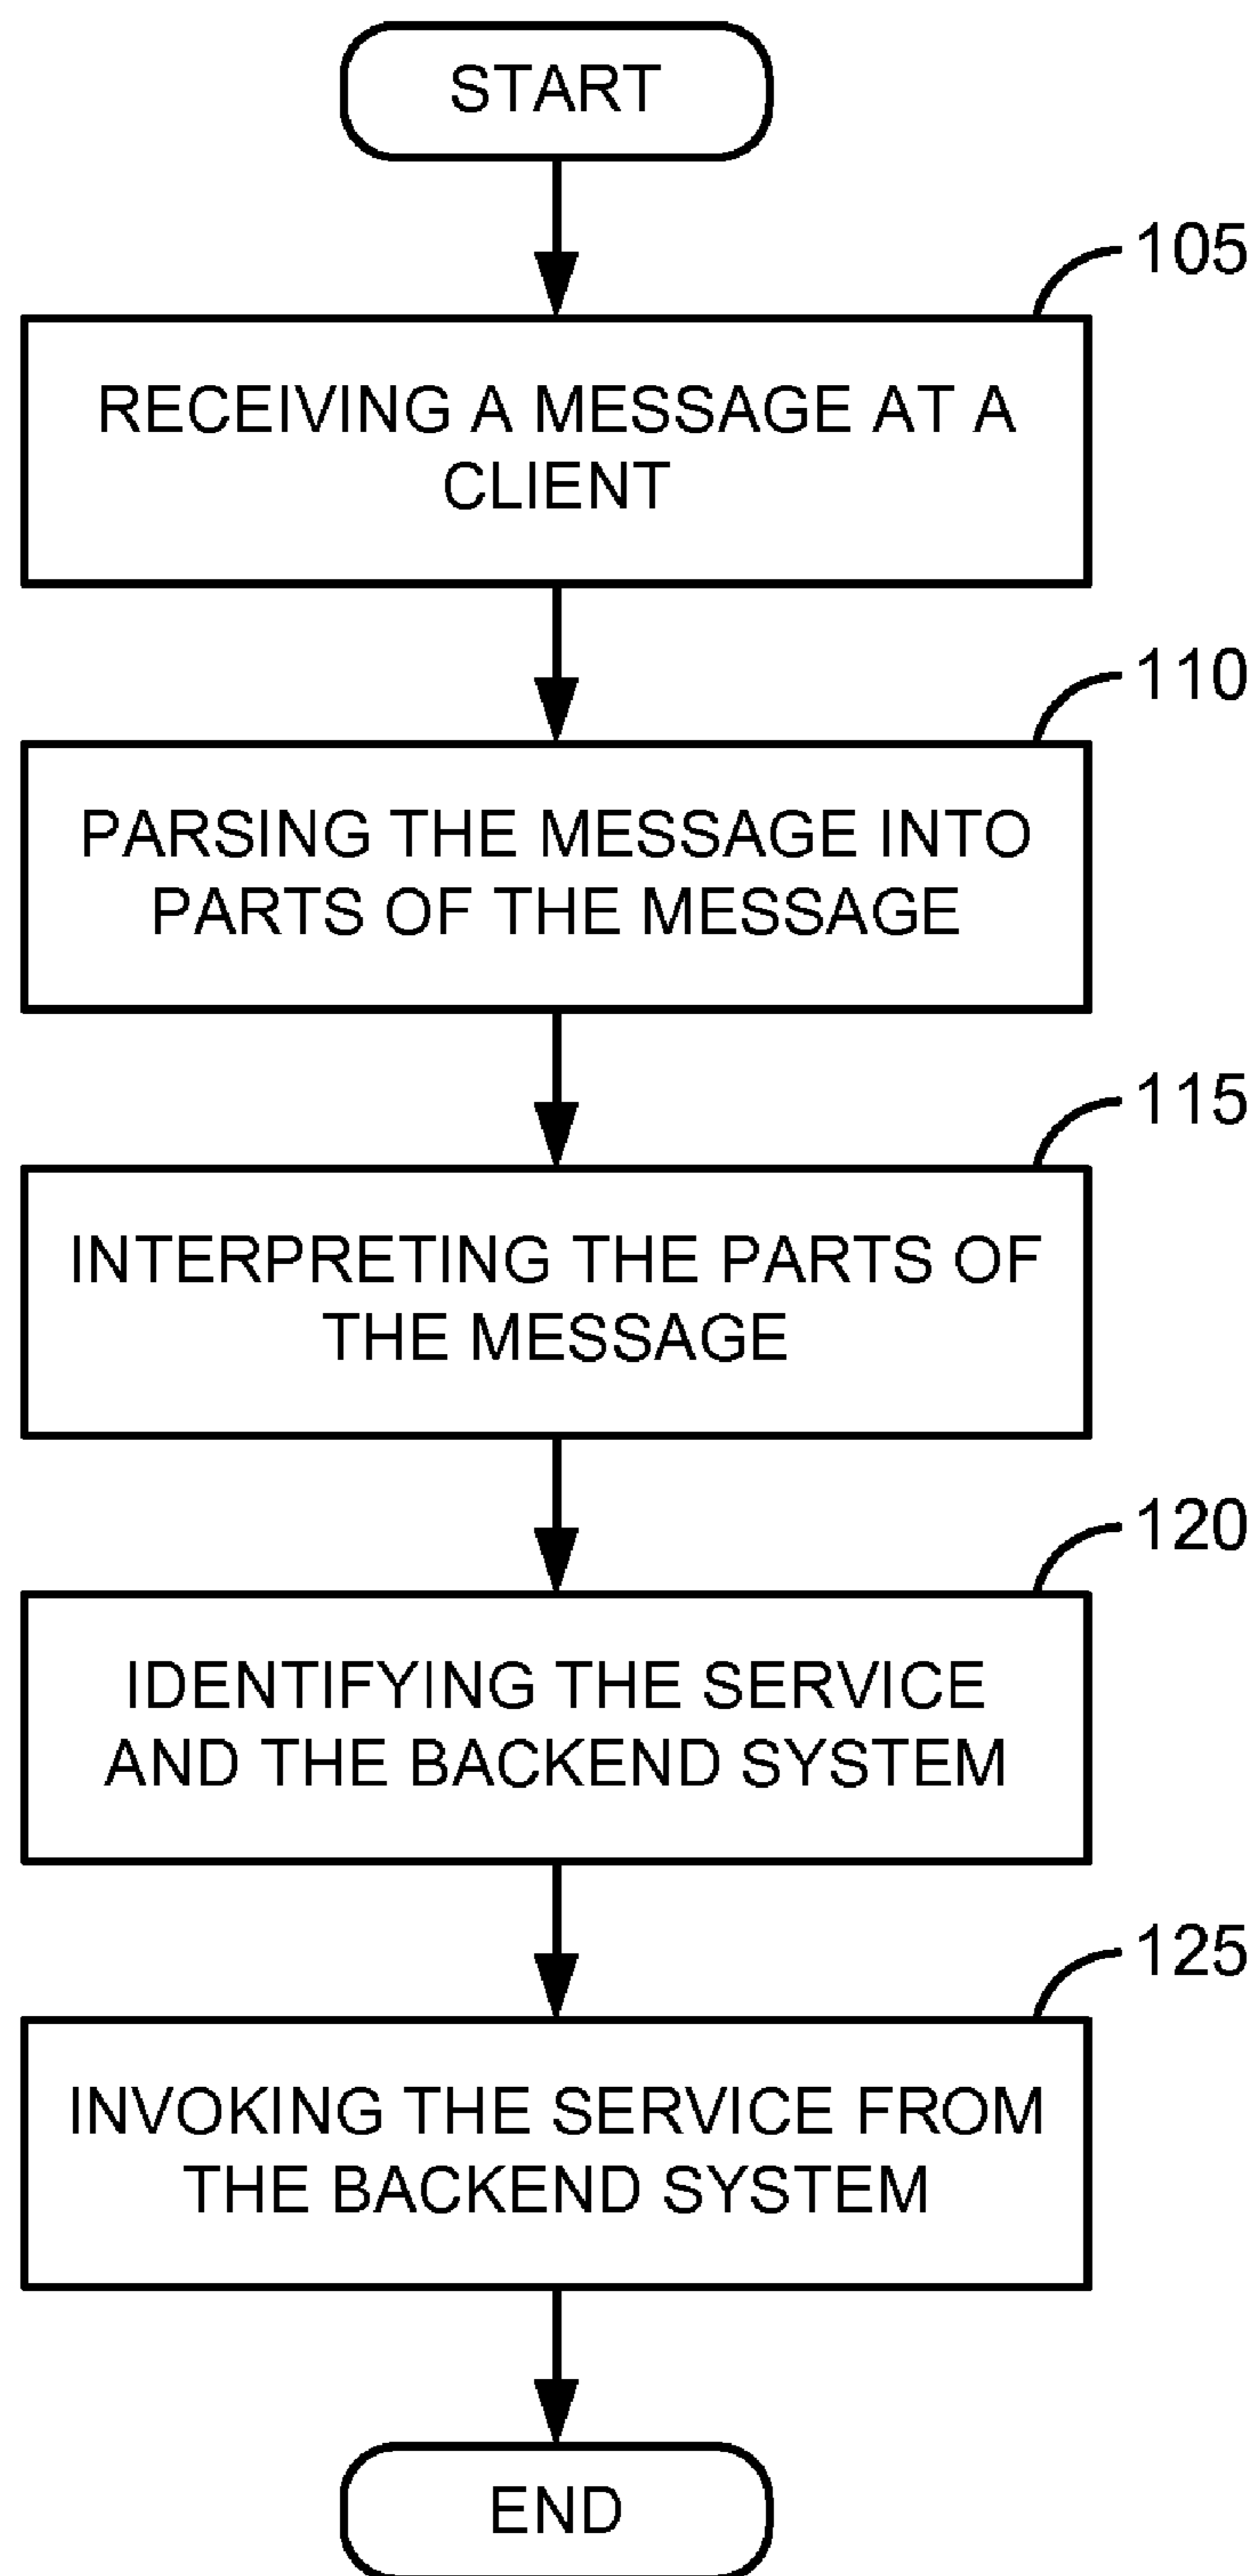 START
105
RECEIVING A MESSAGE AT A
CLIENT
110
PARSING THE MESSAGE INTO
PARTS OF THE MESSAGE
115
INTERPRETING THE PARTS OF
THE MESSAGE
120
IDENTIFYING THE SERVICE
AND THE BACKEND SYSTEM
125
INVOKING THE SERVICE FROM
THE BACKEND SYSTEM
END